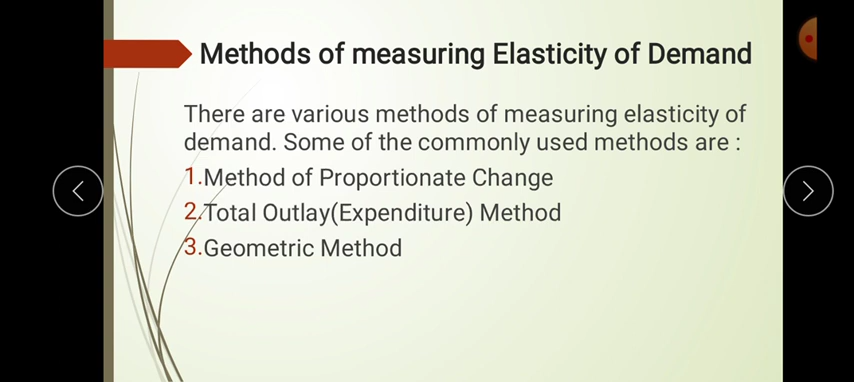 Methods of measuring Elasticity of Demand
There are various methods of measuring elasticity of
demand. Some of the commonly used methods are :
1.Method of Proportionate Change
2.Total Outlay(Expenditure) Method
3.Geometric Method